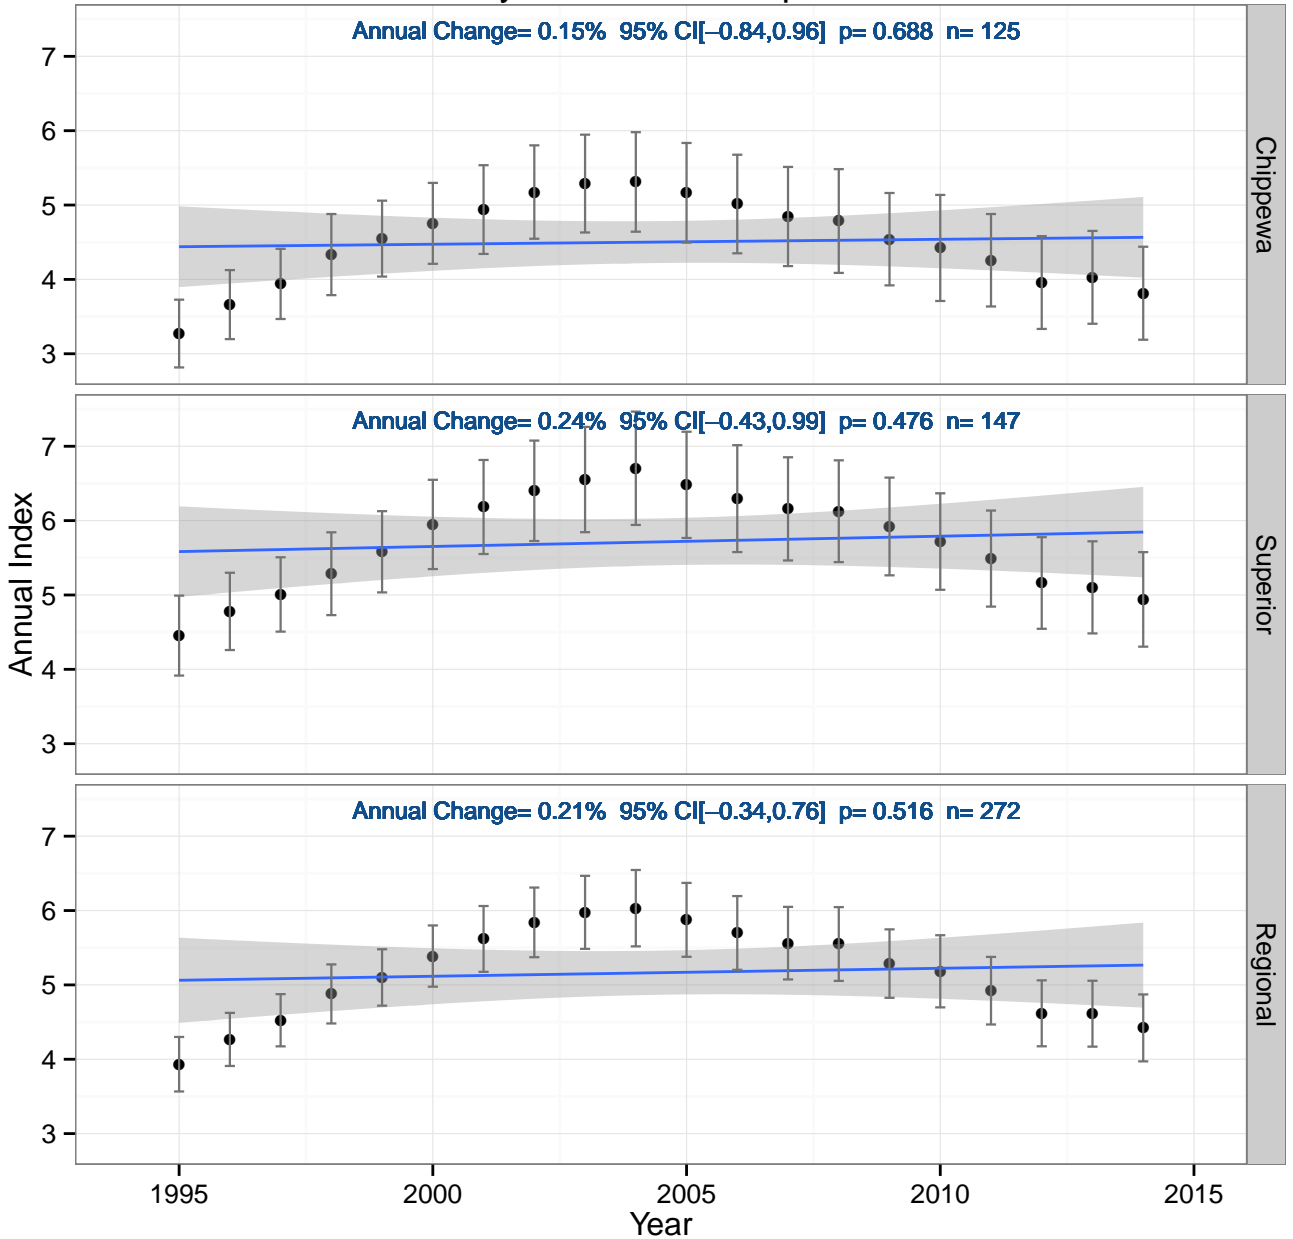 Annual Change= 0.15% 95% CI[−0.84,0.96] p= 0.688 n= 125
7
6
5
4
3
Chippewa
Annual Change= 0.24% 95% CI[−0.43,0.99] p= 0.476 n= 147
7
6
5
4
3
Superior
Annual Index
Annual Change= 0.21% 95% CI[−0.34,0.76] p= 0.516 n= 272
7
6
5
4
3
Regional
1995 2000 2005 2010 2015
Year